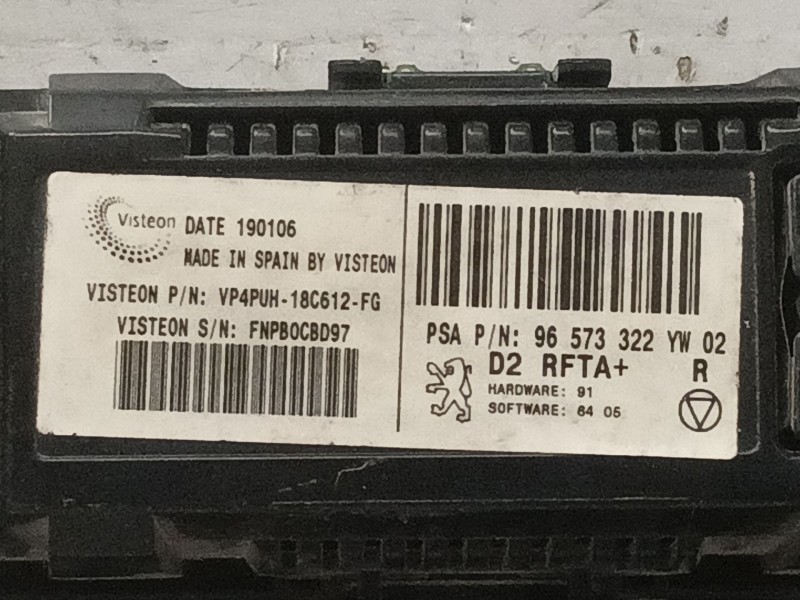 Visteon
DATE 190106
MADE IN SPAIN BY VISTEON
VISTEON P/N: VP4PUH-18C612-FG
VISTEON S/N: FNPB0CBD97
PSA P/N: 96 573 322 YW 02
D2 RFTA+ R
HARDWARE: 91
SOFTWARE: 64 05